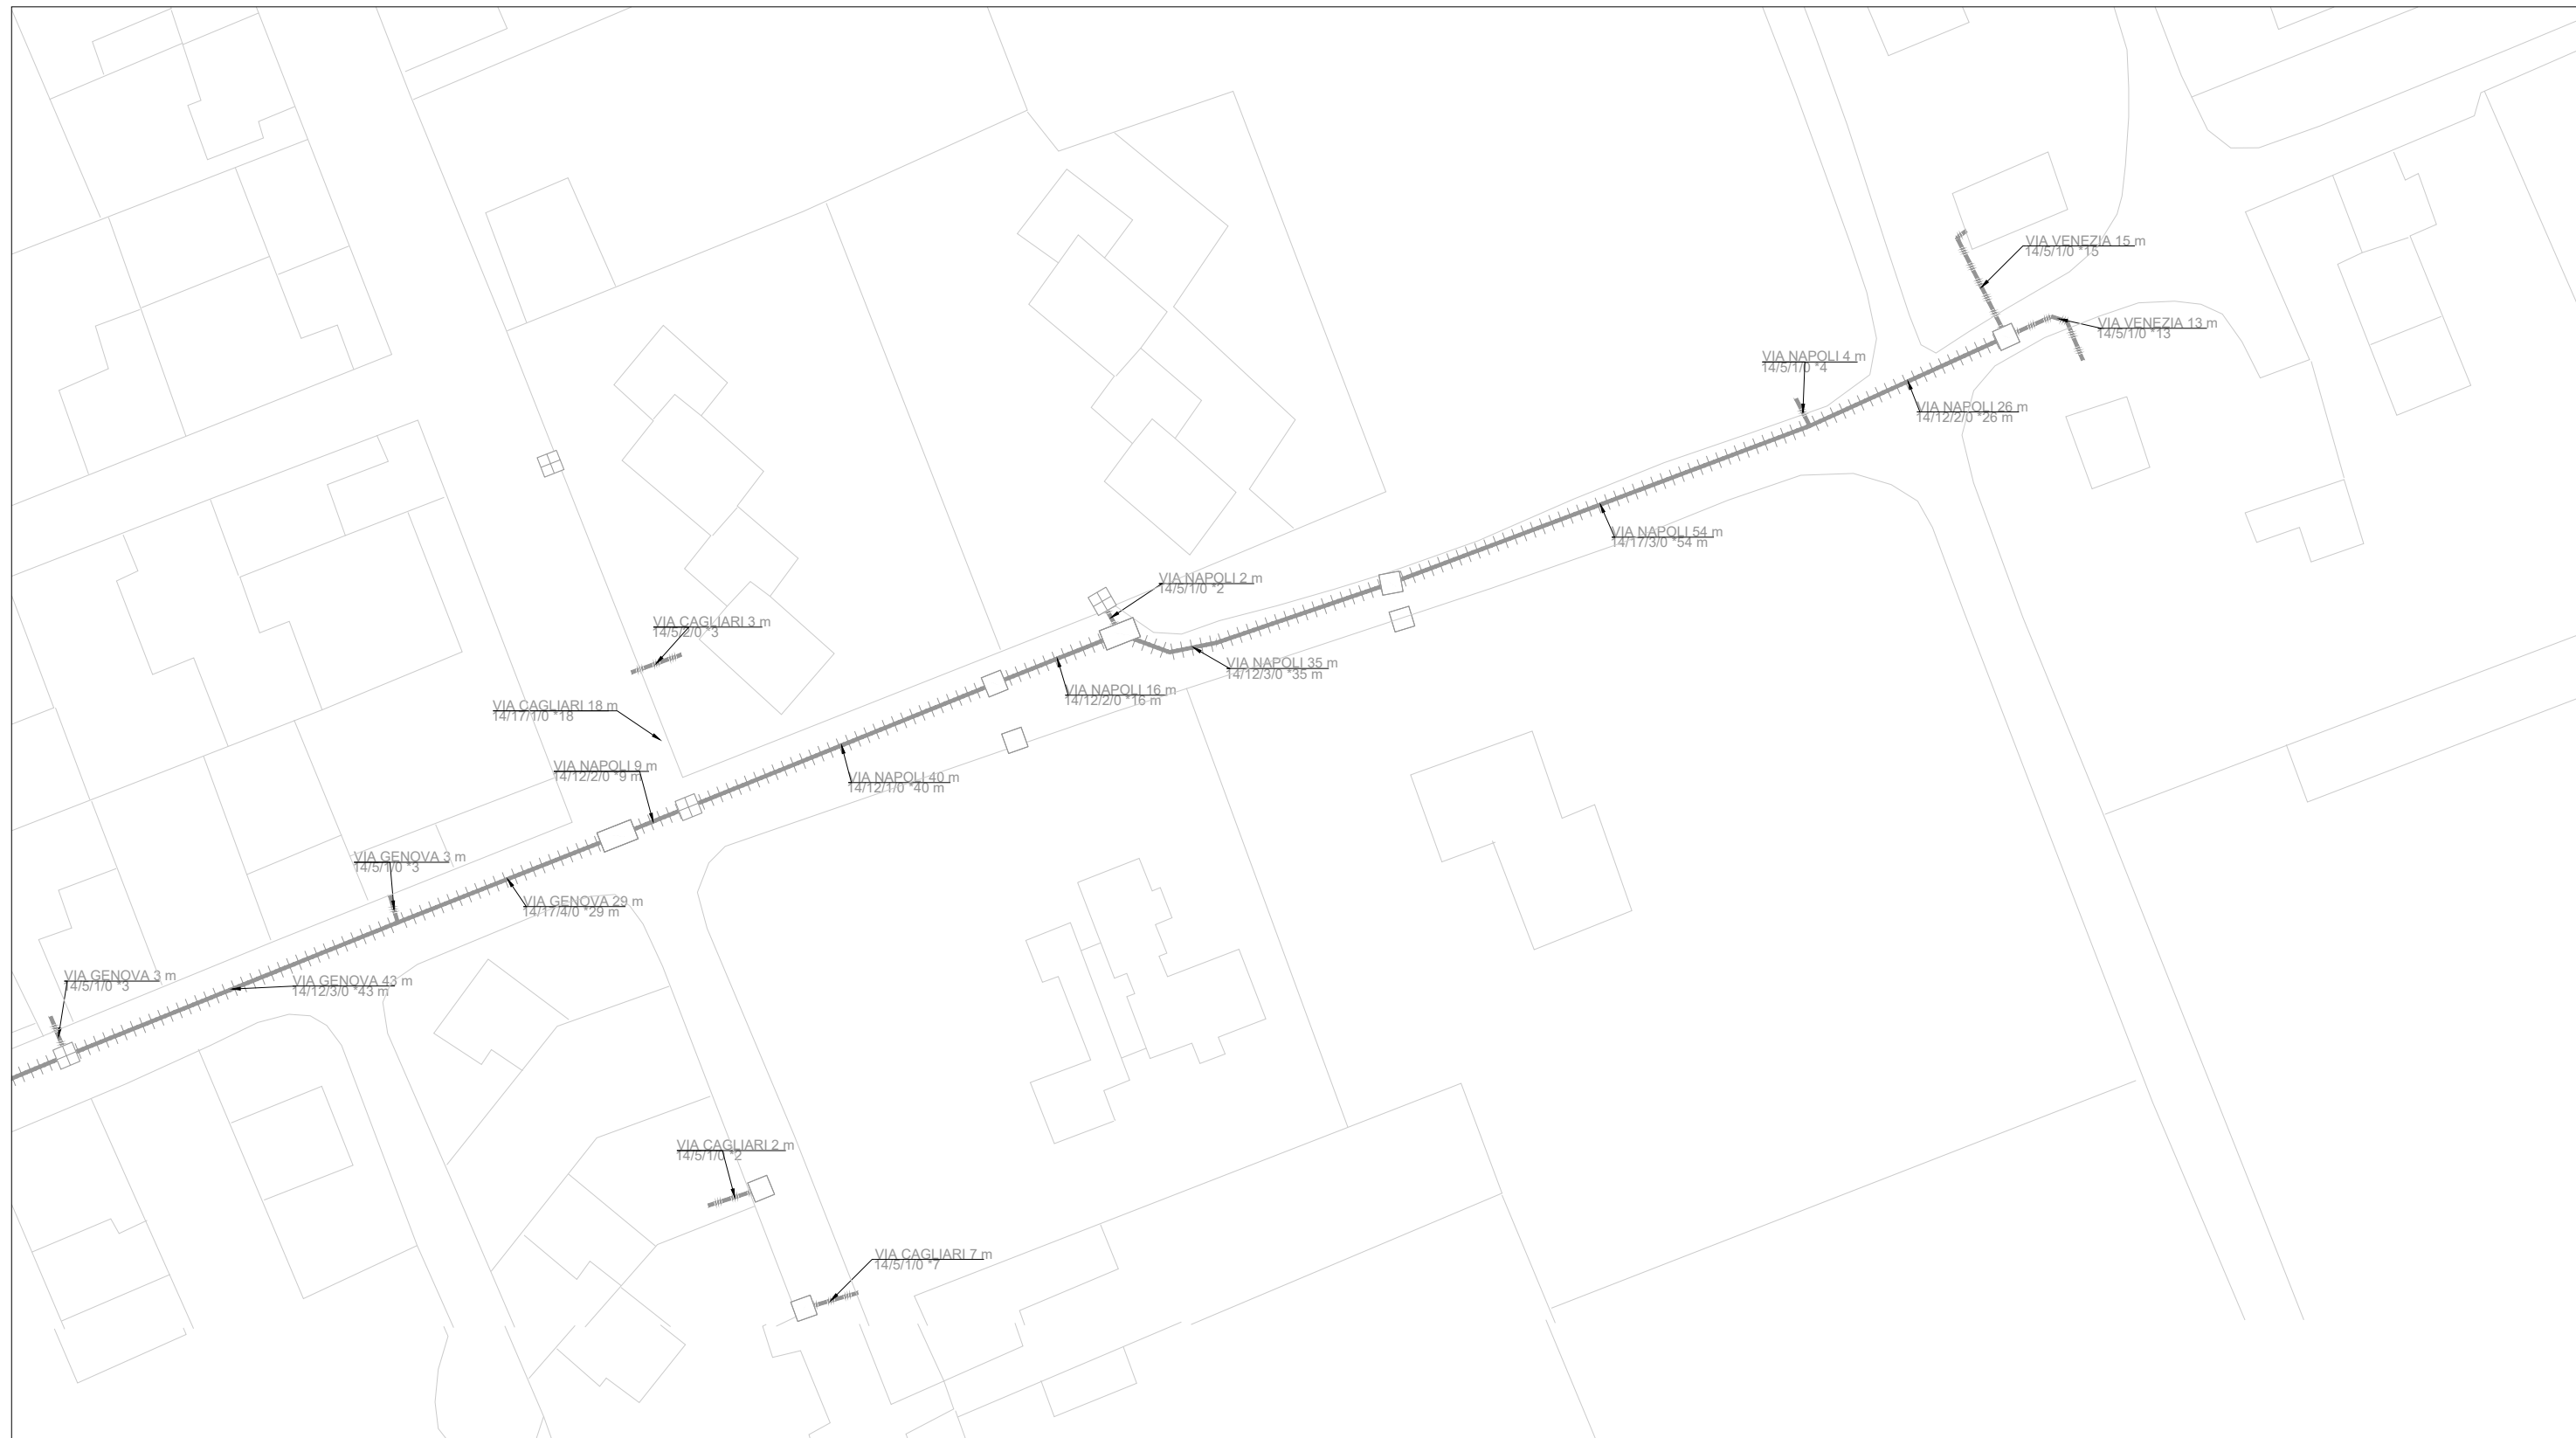 VIA VENEZIA 15 m
14/5/1/0 *15
VIA VENEZIA 13 m
14/5/1/0 *13
VIA NAPOLI 4 m
14/5/1/0 *4
VIA NAPOLI 26 m
14/12/2/0 *26 m
VIA NAPOLI 54 m
14/17/3/0 *54 m
VIA NAPOLI 2 m
14/5/1/0 *2
VIA CAGLIARI 3 m
14/5/2/0 *3
VIA NAPOLI 35 m
14/12/3/0 *35 m
VIA NAPOLI 16 m
14/12/2/0 *16 m
VIA CAGLIARI 18 m
14/17/1/0 *18
VIA NAPOLI 9 m
14/12/2/0 *9 m
VIA NAPOLI 40 m
14/12/1/0 *40 m
VIA GENOVA 3 m
14/5/1/0 *3
VIA GENOVA 29 m
14/17/4/0 *29 m
VIA GENOVA 3 m
14/5/1/0 *3
VIA GENOVA 43 m
14/12/3/0 *43 m
VIA CAGLIARI 2 m
14/5/1/0 *2
VIA CAGLIARI 7 m
14/5/1/0 *7